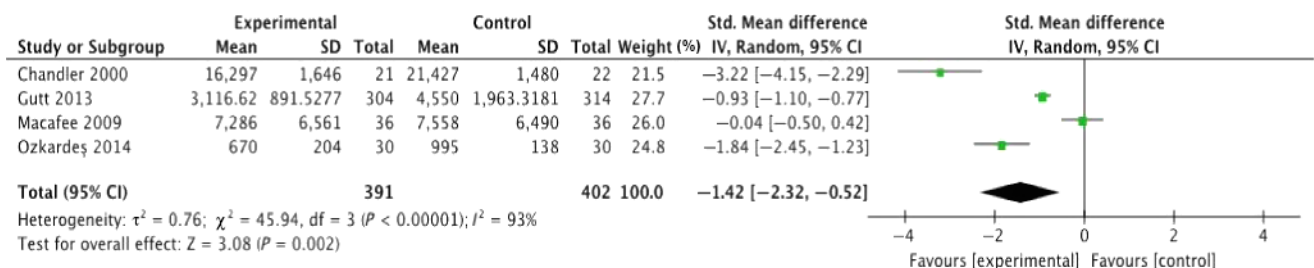 Experimental Control Std. Mean difference Std. Mean difference
Study or Subgroup Mean SD Total Mean SD Total Weight (%) IV, Random, 95% CI IV, Random, 95% CI
Chandler 2000 16,297 1,646 21 21,427 1,480 22 21.5 −3.22 [−4.15, −2.29]
Gutt 2013 3,116.62 891.5277 304 4,550 1,963.3181 314 27.7 −0.93 [−1.10, −0.77]
Macafee 2009 7,286 6,561 36 7,558 6,490 36 26.0 −0.04 [−0.50, 0.42]
Ozkardeş 2014 670 204 30 995 138 30 24.8 −1.84 [−2.45, −1.23]
Total (95% CI) 391 402 100.0 −1.42 [−2.32, −0.52]
Heterogeneity: τ² = 0.76; χ² = 45.94, df = 3 (P < 0.00001); I² = 93%
Test for overall effect: Z = 3.08 (P = 0.002)
−4 −2 0 2 4
Favours [experimental] Favours [control]